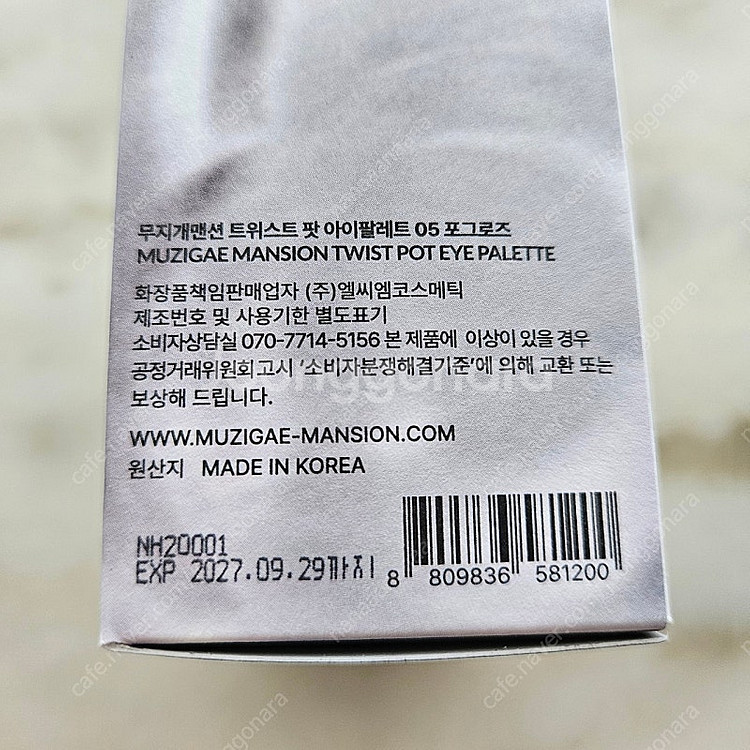 무지개맨션 트위스트 팟 아이팔레트 05 포그로즈
MUZIGAE MANSION TWIST POT EYE PALETTE
화장품책임판매업자 (주)엘씨엠코스메틱
제조번호 및 사용기한 별도표기
소비자상담실 070-7714-5156 본 제품에 이상이 있을 경우
공정거래위원회 고시 '소비자분쟁해결기준'에 의해 교환 또는
보상해 드립니다.
WWW.MUZIGAE-MANSION.COM
원산지 MADE IN KOREA
NH20001
EXP 2027.09.29까지
8 809836 581200